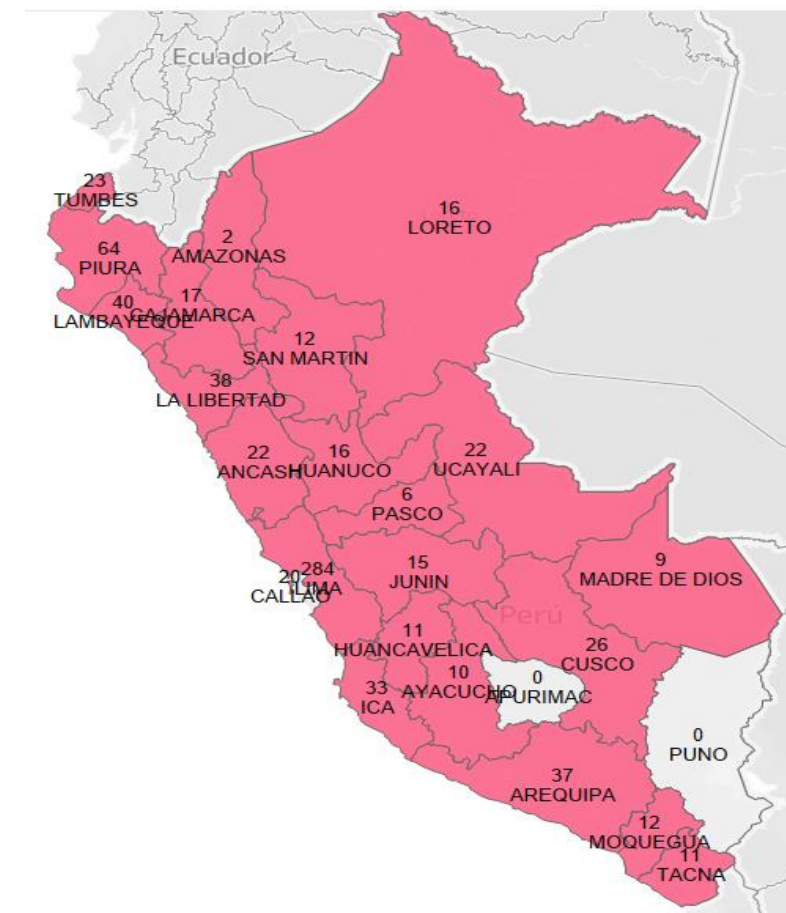 Ecuador
23
TUMBES
16
LORETO
2
AMAZONAS
64
PIURA
17
CAJAMARCA
40
LAMBAYEQUE
12
SAN MARTIN
38
LA LIBERTAD
22
ANCASH
16
HUANUCO
22
UCAYALI
6
PASCO
284
LIMA
20
CALLAO
15
JUNIN
9
MADRE DE DIOS
Perú
11
HUANCAVELICA
26
CUSCO
10
AYACUCHO
0
APURIMAC
33
ICA
0
PUNO
37
AREQUIPA
12
MOQUEGUA
11
TACNA